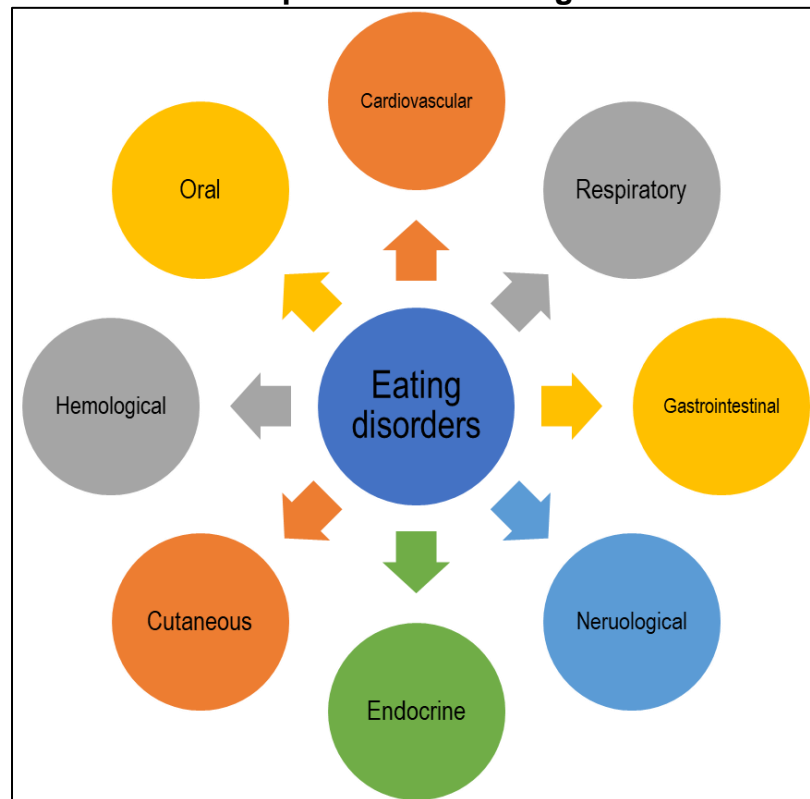 Cardiovascular
Oral
Respiratory
Eating
disorders
Hemological
Gastrointestinal
Cutaneous
Neruological
Endocrine